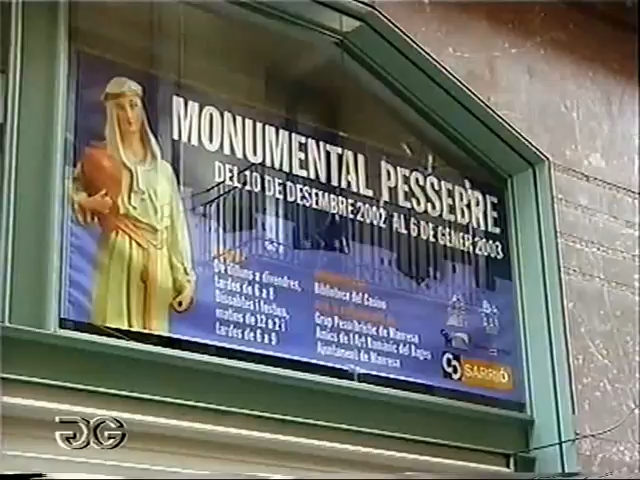 MONUMENTAL PESSEBRE
DEL 10 DE DESEMBRE 2002 AL 6 DE GENER 2003
De dilluns a divendres,
tardes de 6 a 8
Dissabtes i festius,
matins de 12 a 2 i
tardes de 6 a 9
Biblioteca del Casino
Grup Pessebrístic de Manresa
Amics de l'Art Romànic del Bages
Ajuntament de Manresa
SARRIÓ